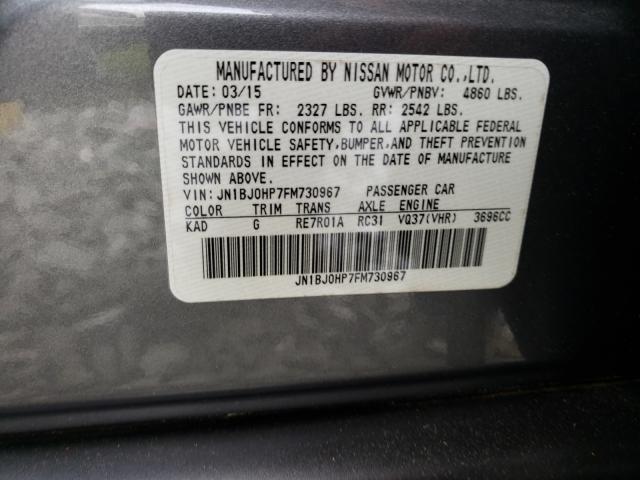 MANUFACTURED BY NISSAN MOTOR CO.,LTD.
DATE: 03/15 GVWR/PNBV: 4860 LBS.
GAWR/PNBE FR: 2327 LBS. RR: 2542 LBS.
THIS VEHICLE CONFORMS TO ALL APPLICABLE FEDERAL
MOTOR VEHICLE SAFETY,BUMPER,AND THEFT PREVENTION
STANDARDS IN EFFECT ON THE DATE OF MANUFACTURE
SHOWN ABOVE.
VIN:JN1BJ0HP7FM730967 PASSENGER CAR
COLOR TRIM TRANS AXLE ENGINE
KAD G RE7R01A RC31 VQ37(VHR) 3696CC
JN1BJ0HP7FM730967